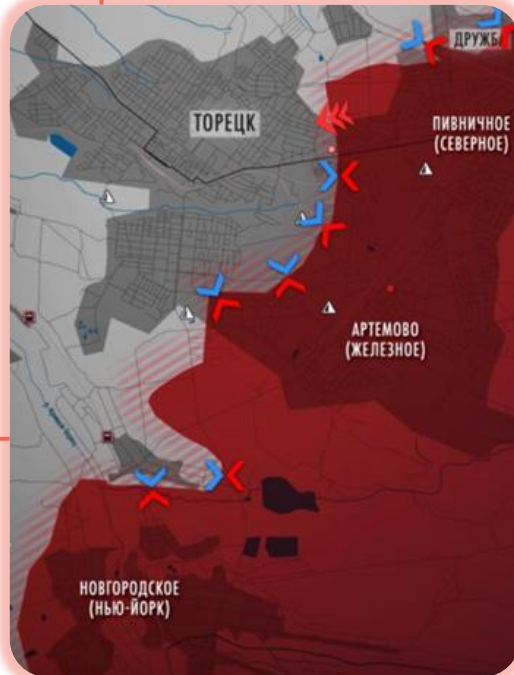 ДРУЖБА
ТОРЕЦК
ПИВНИЧНОЕ
(СЕВЕРНОЕ)
АРТЕМОВО
(ЖЕЛЕЗНОЕ)
НОВГОРОДСКОЕ
(НЬЮ-ЙОРК)